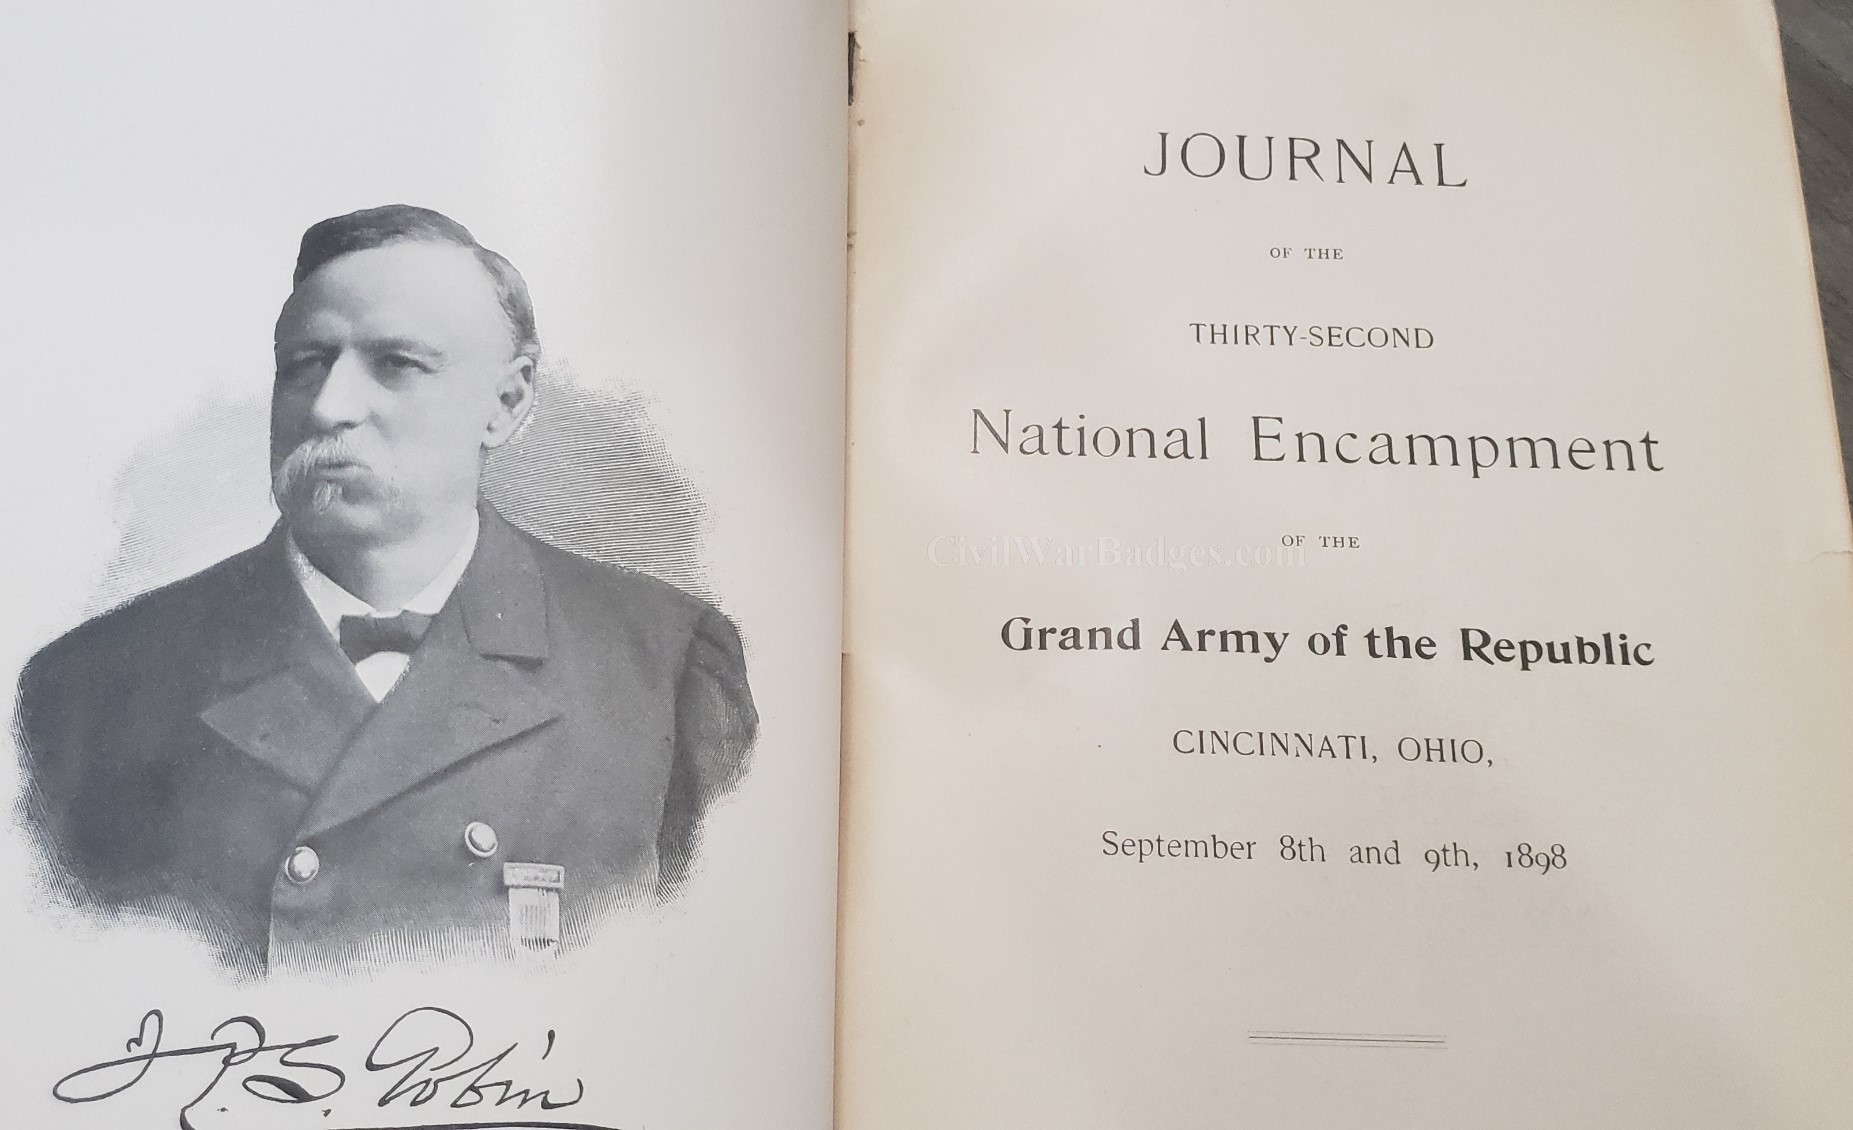 J.P.S. Gobin
JOURNAL
OF THE
THIRTY-SECOND
National Encampment
OF THE
CivilWarBadges.com
Grand Army of the Republic
CINCINNATI, OHIO,
September 8th and 9th, 1898